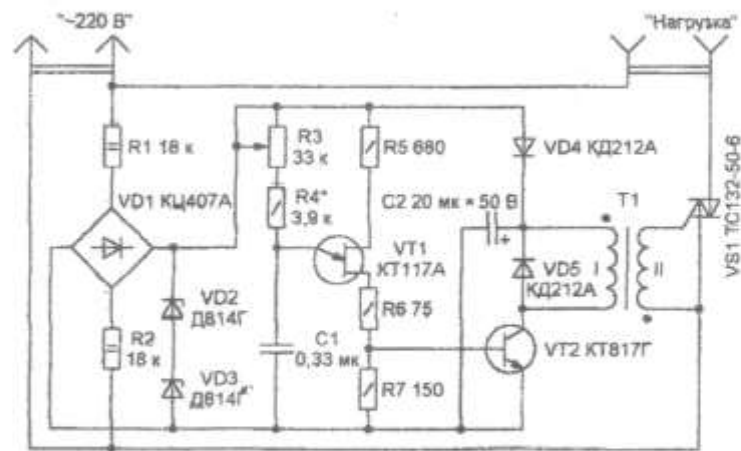 "~220 В"
"Нагрузка"
R1 18 к
R3
33 к
R5 680
VD4 КД212А
VD1 КЦ407А
R4*
3,9 к
C2 20 мк × 50 В
+
T1
VS1 ТС132-50-6
VT1
КТ117А
VD5
КД212А
I
II
VD2
Д814Г
R6 75
R2
18 к
C1
0,33 мк
VT2 КТ817Г
VD3
Д814Г
R7 150